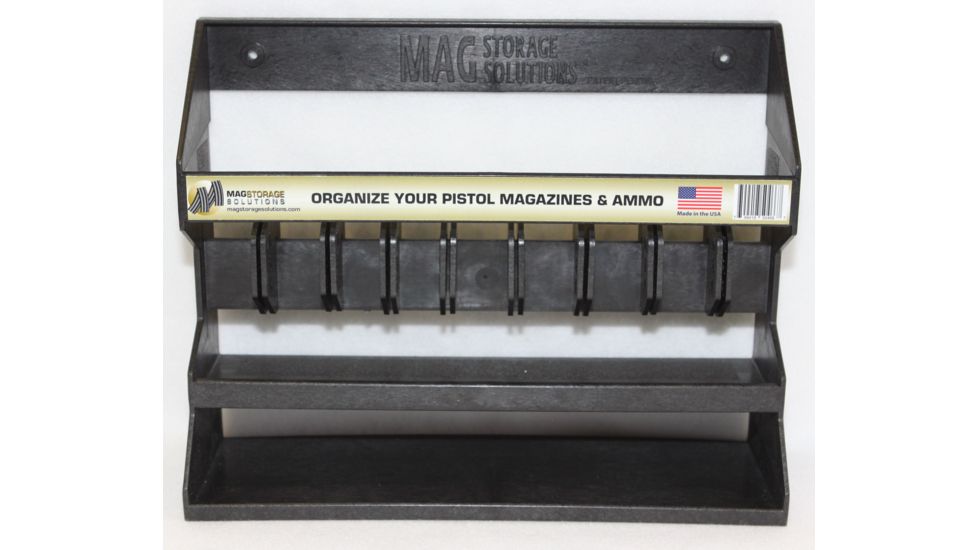 MAG STORAGE
SOLUTIONS
MAGSTORAGE
SOLUTIONS
magstoragesolutions.com
ORGANIZE YOUR PISTOL MAGAZINES & AMMO
Made in the USA